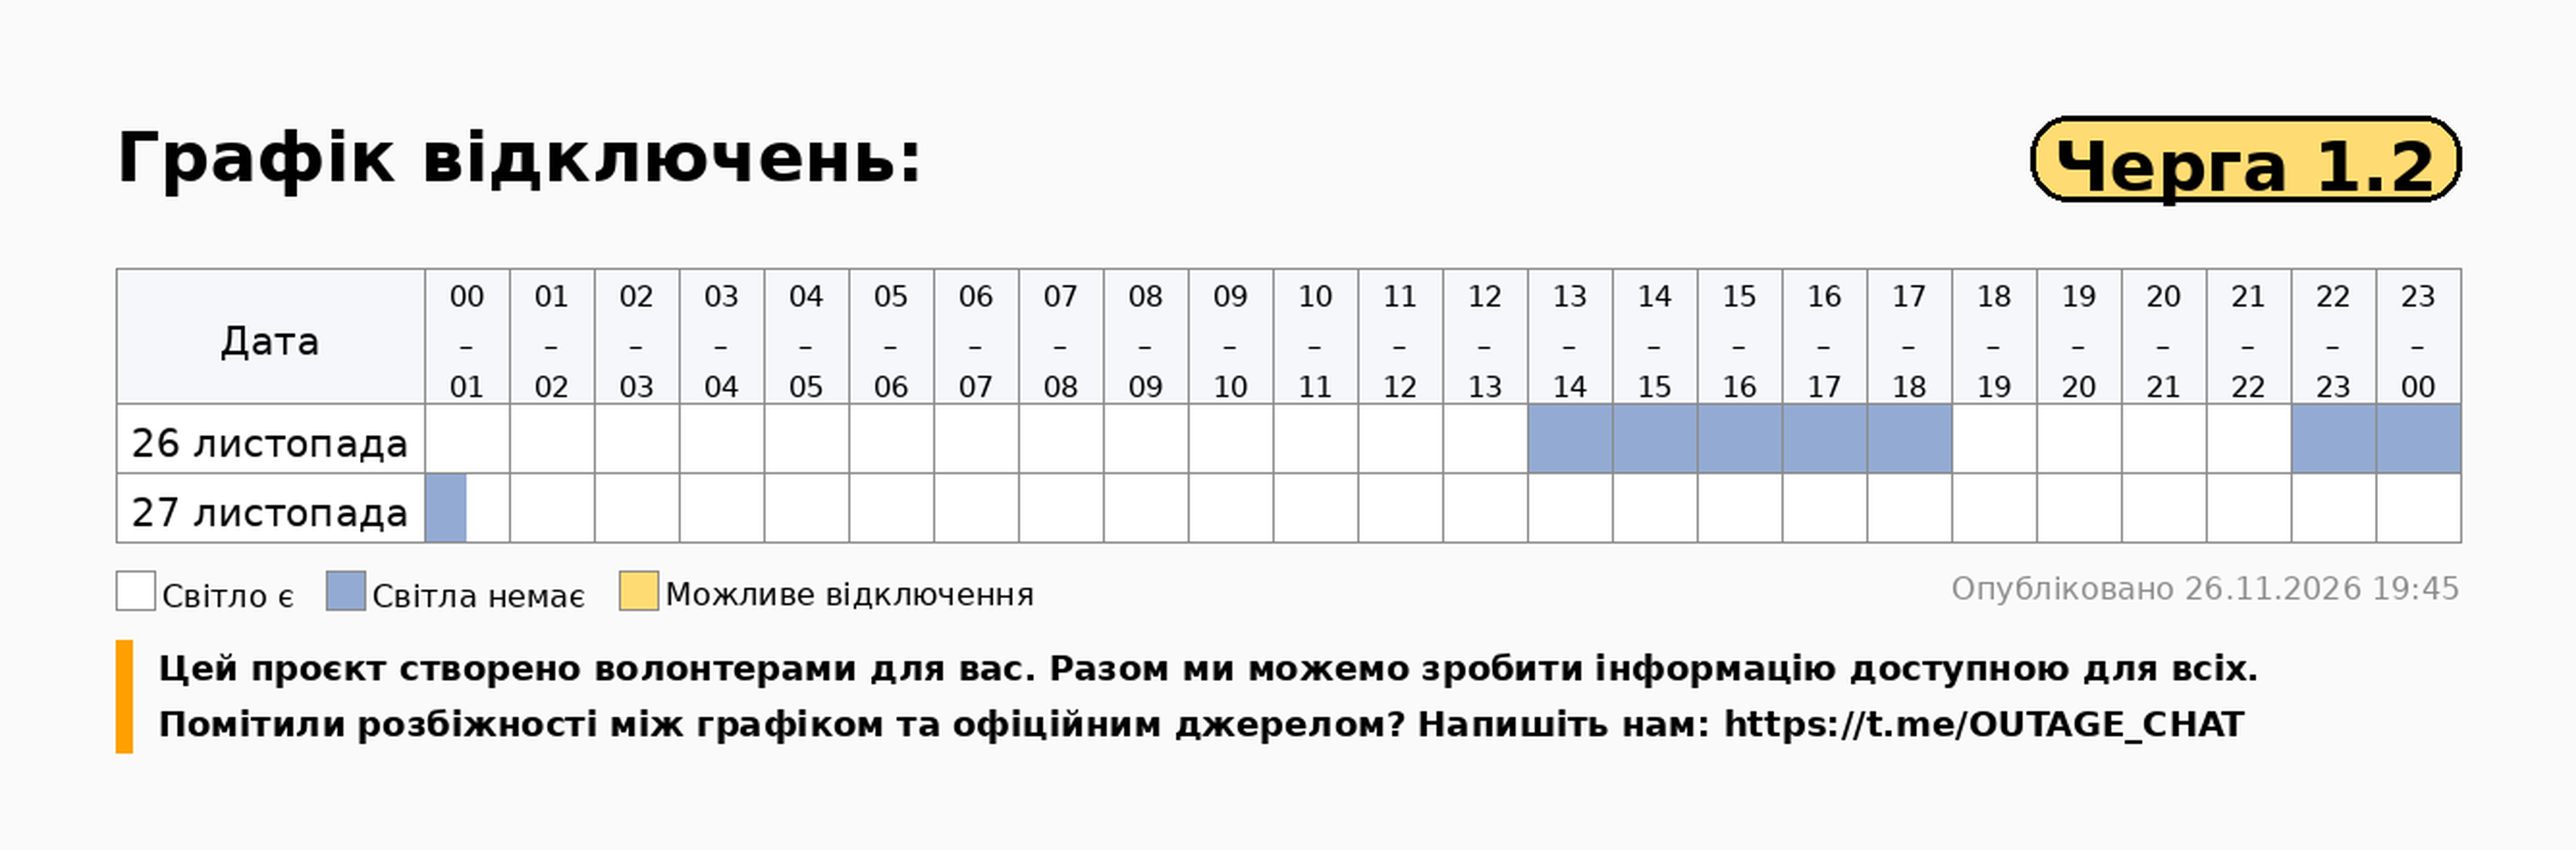 Графік відключень:
Черга 1.2
Дата
00 – 01
01 – 02
02 – 03
03 – 04
04 – 05
05 – 06
06 – 07
07 – 08
08 – 09
09 – 10
10 – 11
11 – 12
12 – 13
13 – 14
14 – 15
15 – 16
16 – 17
17 – 18
18 – 19
19 – 20
20 – 21
21 – 22
22 – 23
23 – 00
26 листопада
27 листопада
Світло є
Світла немає
Можливе відключення
Опубліковано 26.11.2026 19:45
Цей проєкт створено волонтерами для вас. Разом ми можемо зробити інформацію доступною для всіх.
Помітили розбіжності між графіком та офіційним джерелом? Напишіть нам: https://t.me/OUTAGE_CHAT